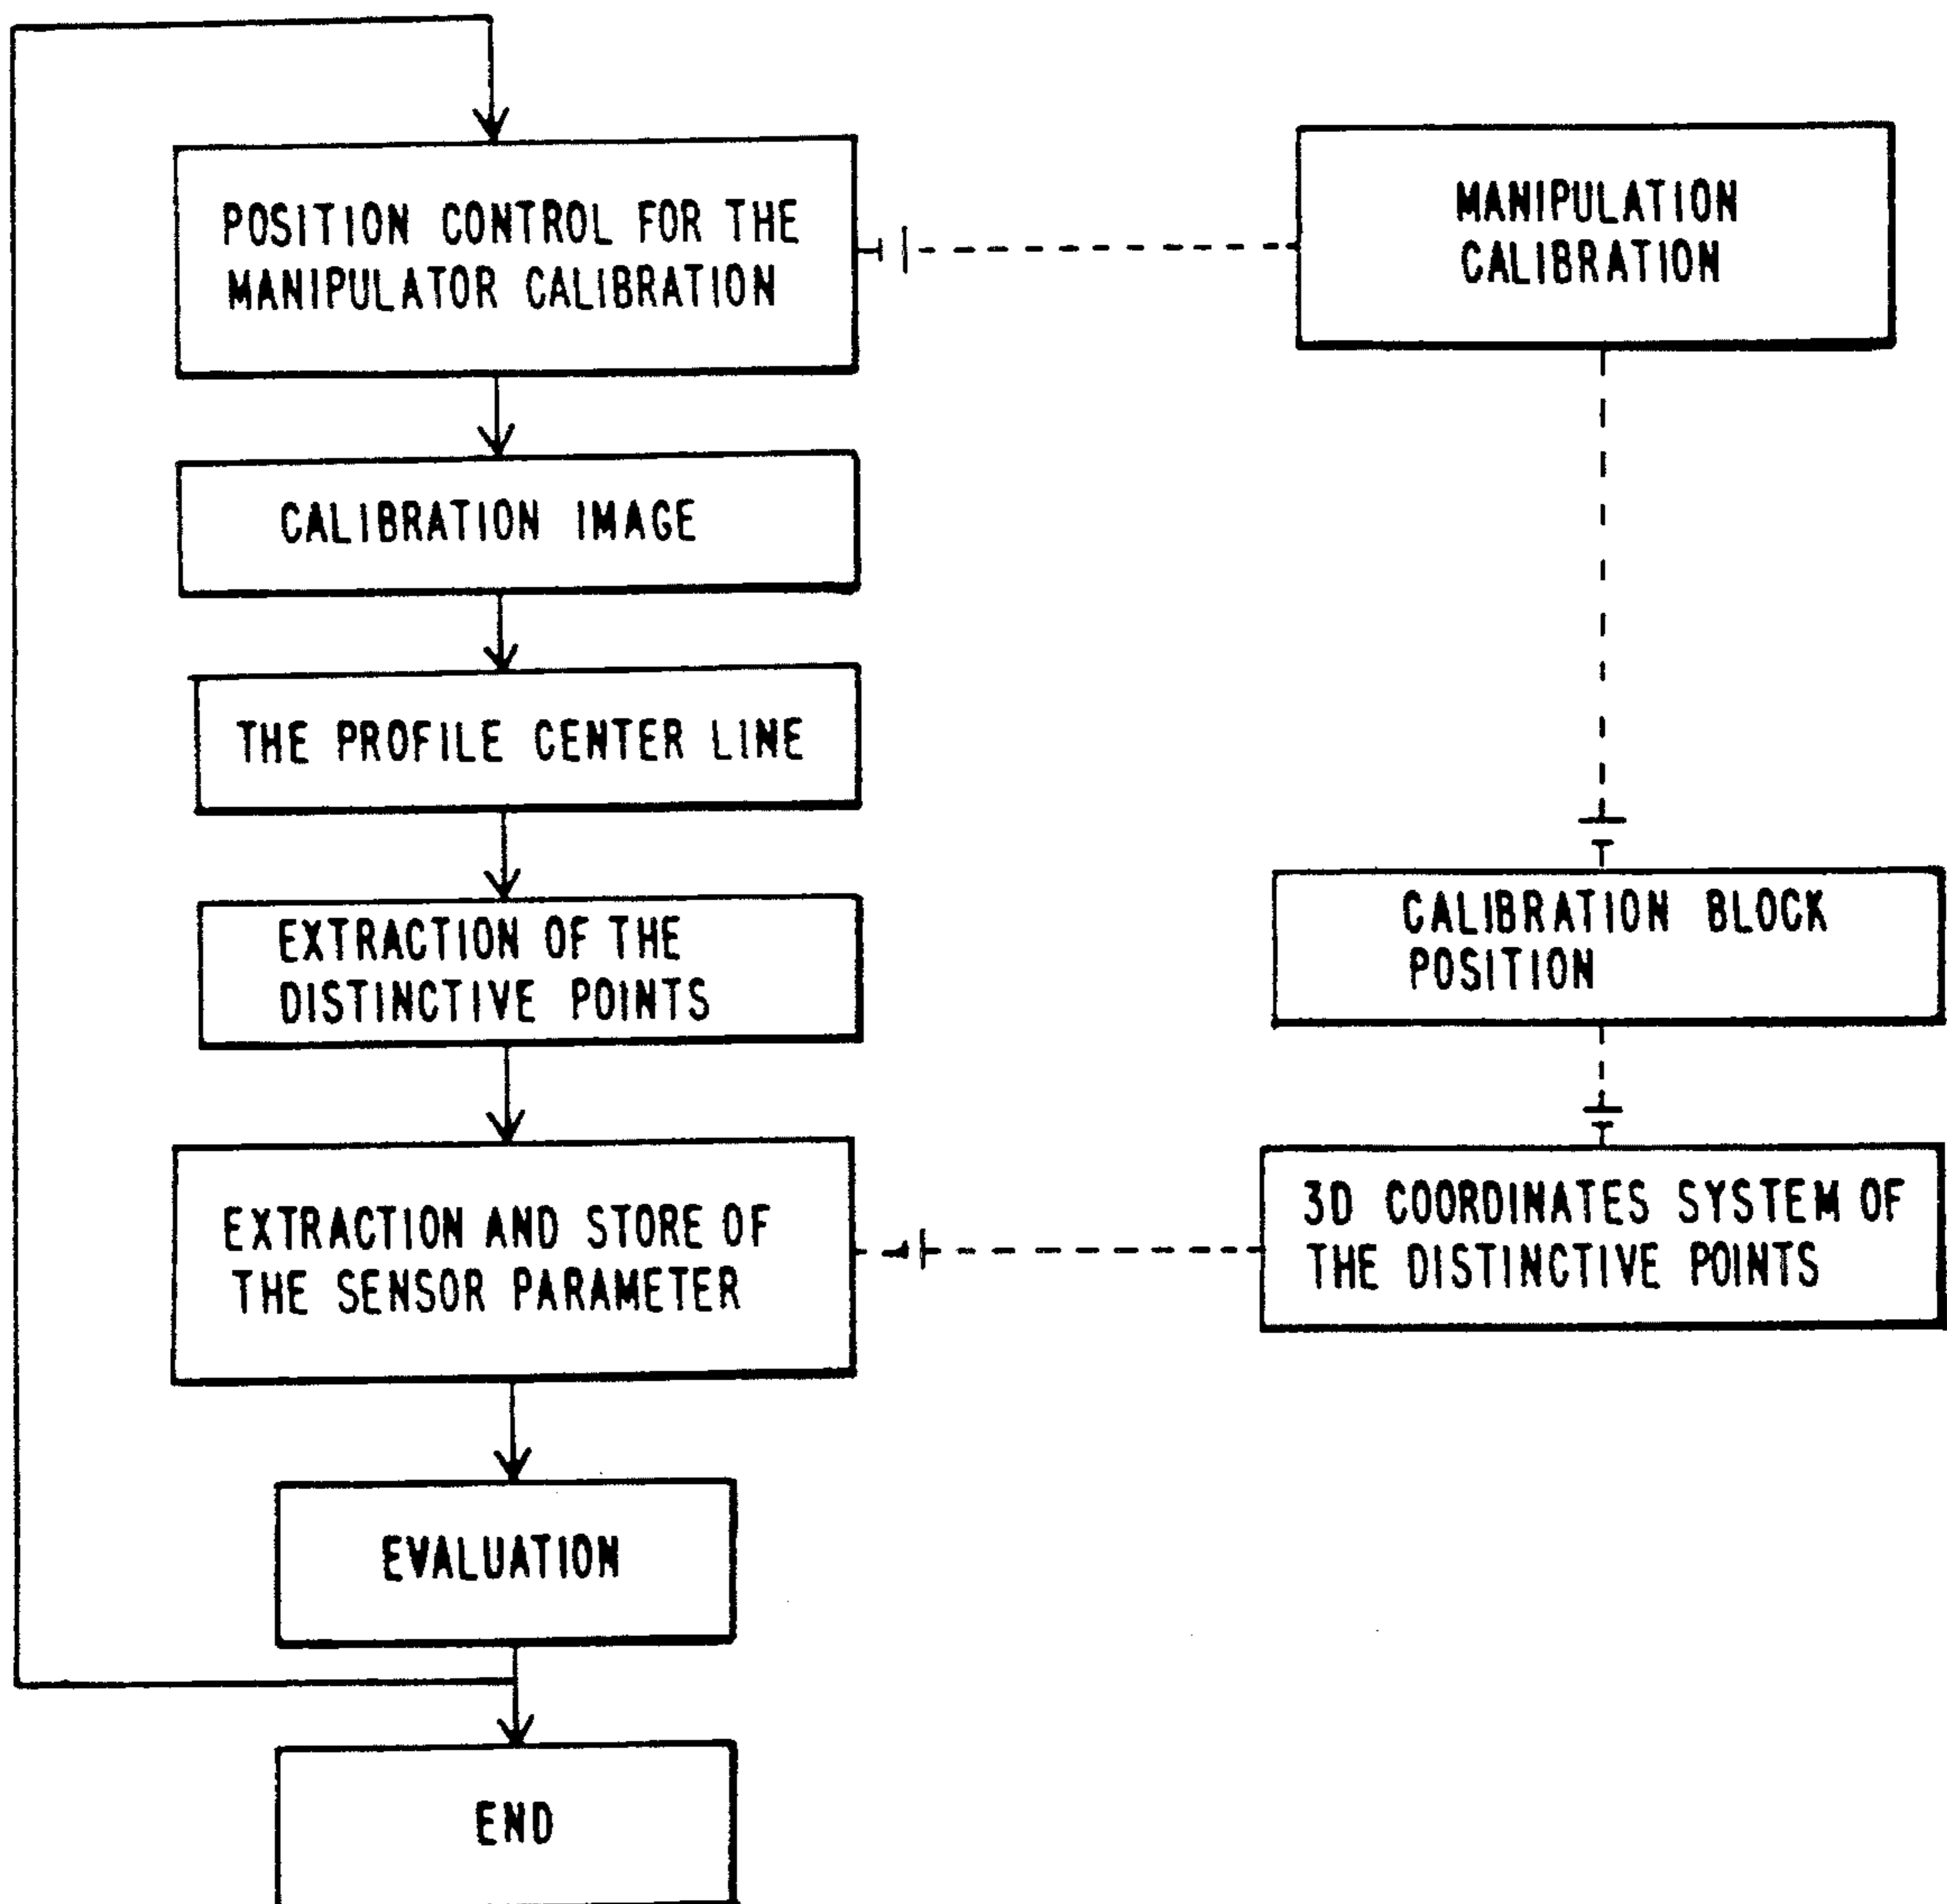 POSITION CONTROL FOR THE
MANIPULATOR CALIBRATION
MANIPULATION
CALIBRATION
CALIBRATION IMAGE
THE PROFILE CENTER LINE
EXTRACTION OF THE
DISTINCTIVE POINTS
CALIBRATION BLOCK
POSITION
EXTRACTION AND STORE OF
THE SENSOR PARAMETER
3D COORDINATES SYSTEM OF
THE DISTINCTIVE POINTS
EVALUATION
END